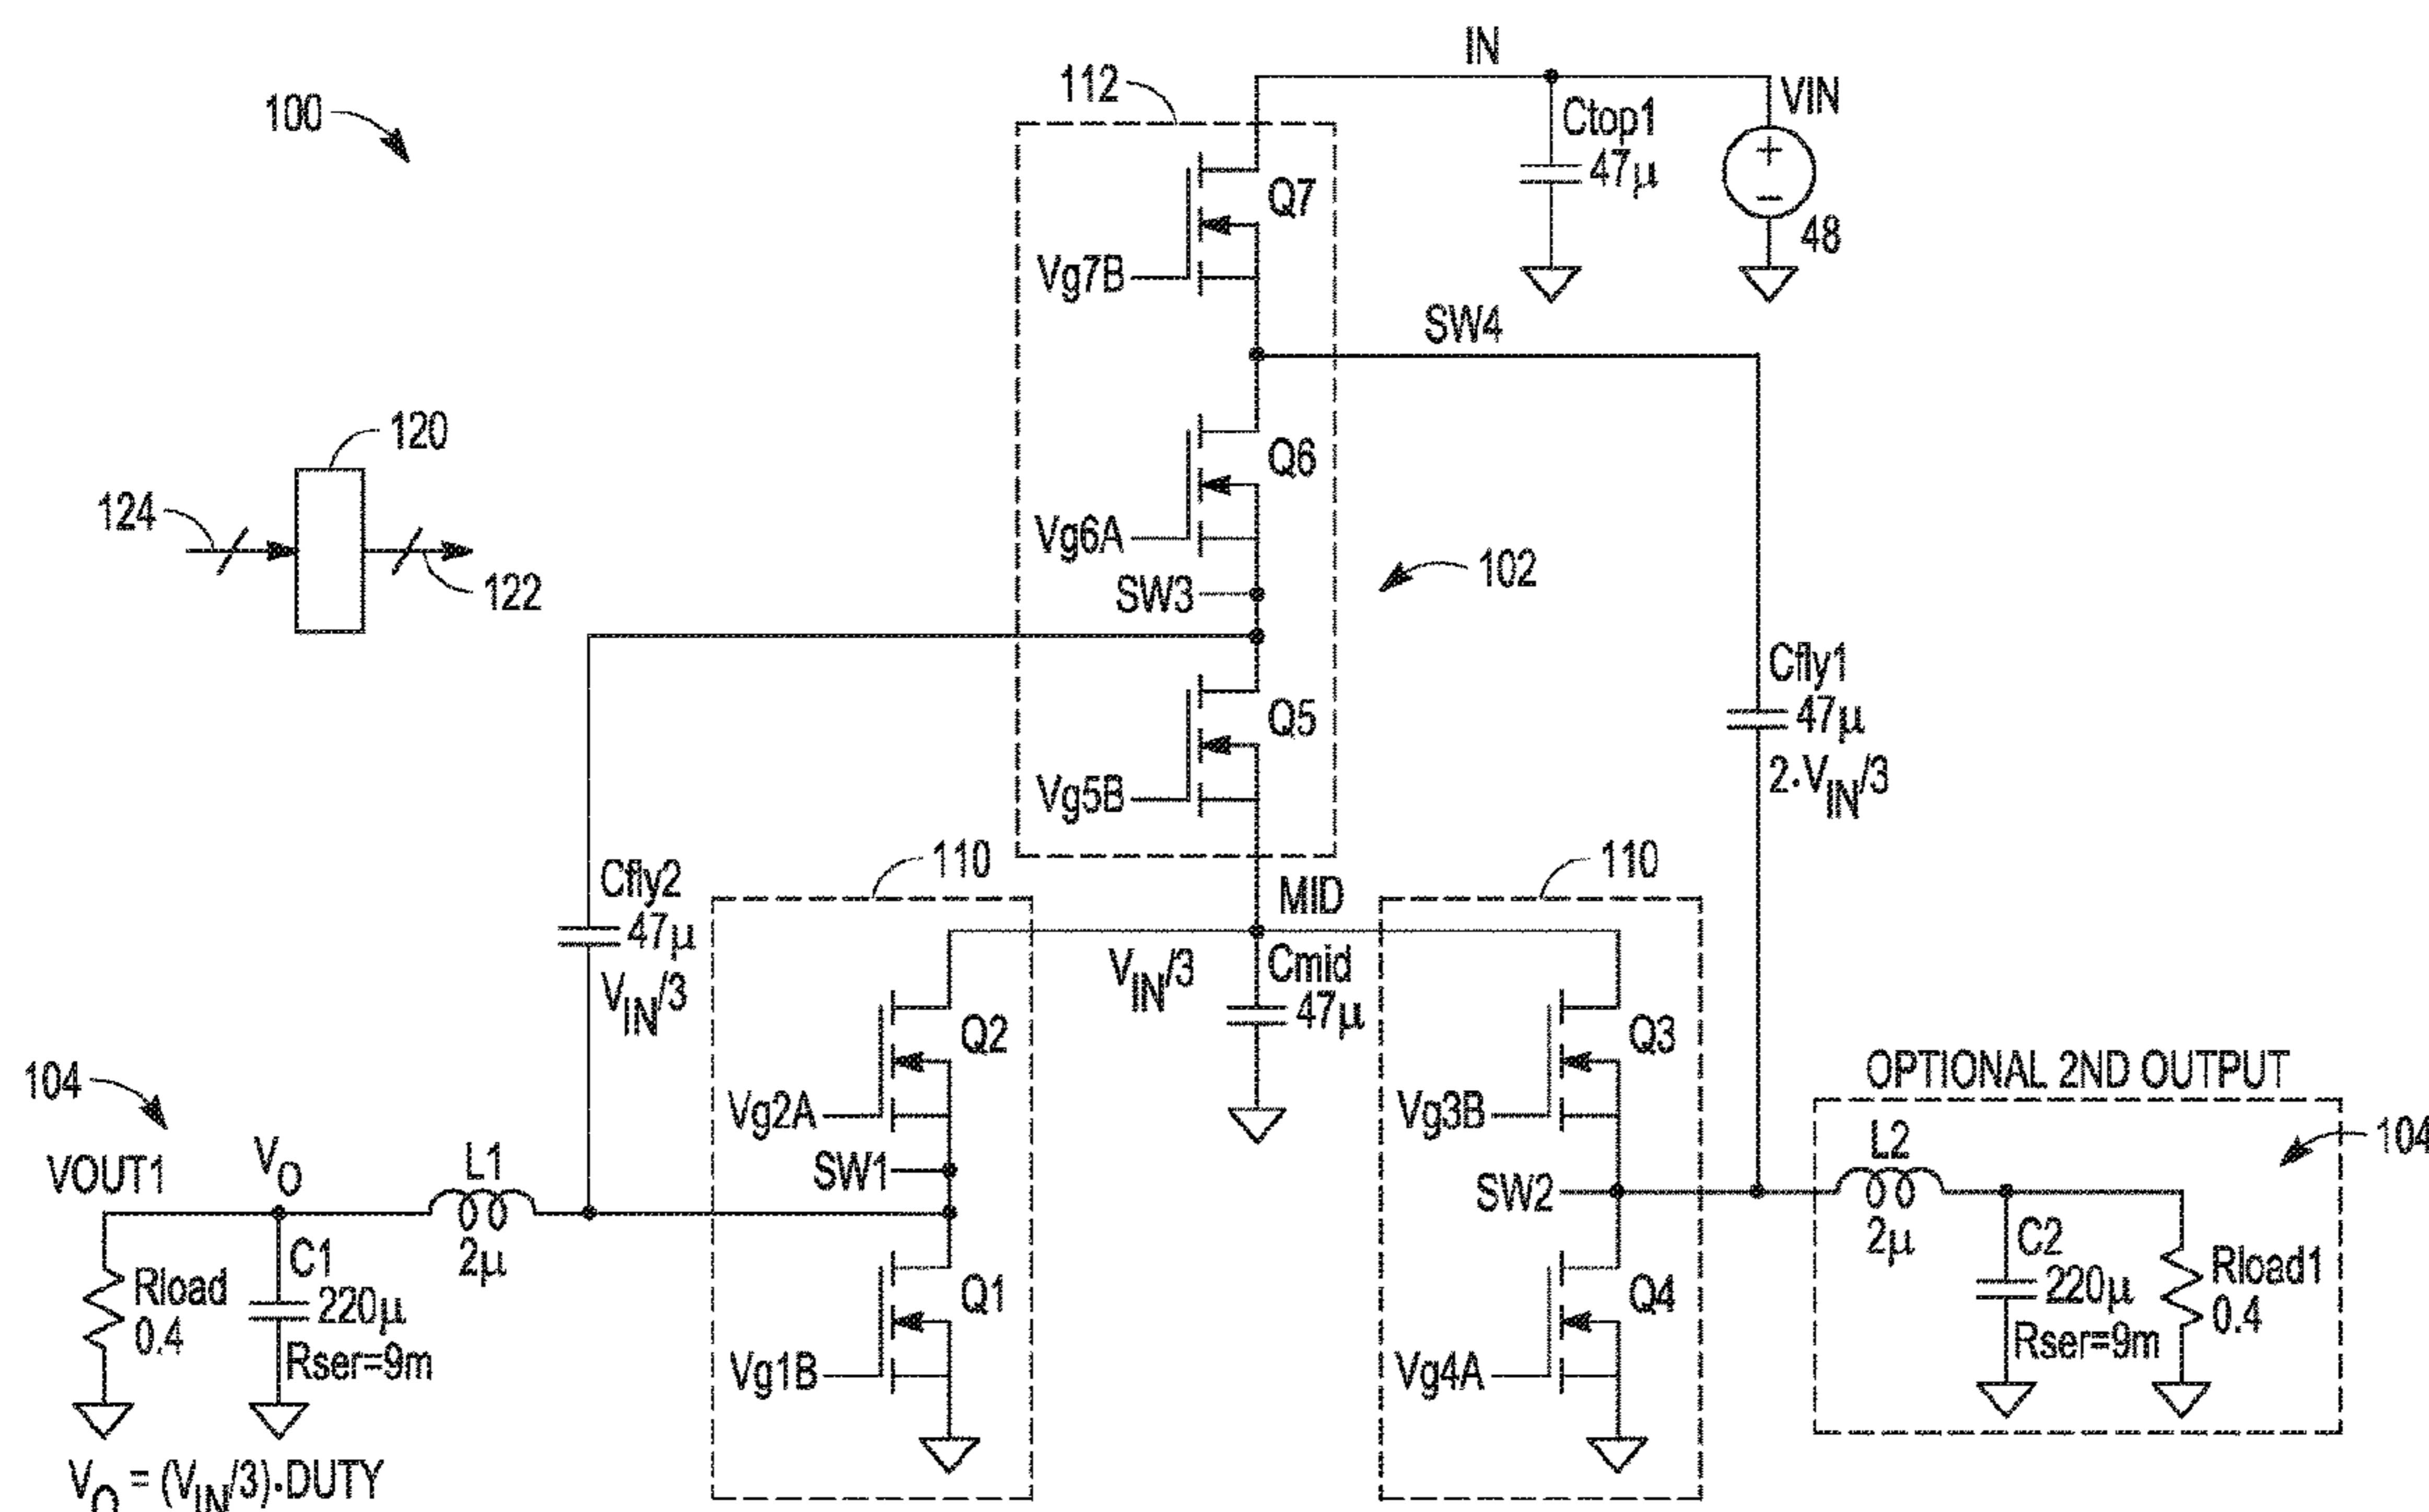 100
112
IN
VIN
Ctop1
47μ
48
Q7
Vg7B
SW4
120
124
122
Q6
Vg6A
SW3
102
Q5
Vg5B
Cfly1
47μ
2·VIN/3
Cfly2
47μ
VIN/3
110
MID
110
VIN/3
Cmid
47μ
Q2
Vg2A
SW1
Q3
Vg3B
SW2
104
VOUT1
VO
L1
2μ
Rload
0.4
C1
220μ
Rser=9m
VO = (VIN/3)·DUTY
Q1
Vg1B
Q4
Vg4A
OPTIONAL 2ND OUTPUT
104
L2
2μ
C2
220μ
Rser=9m
Rload1
0.4